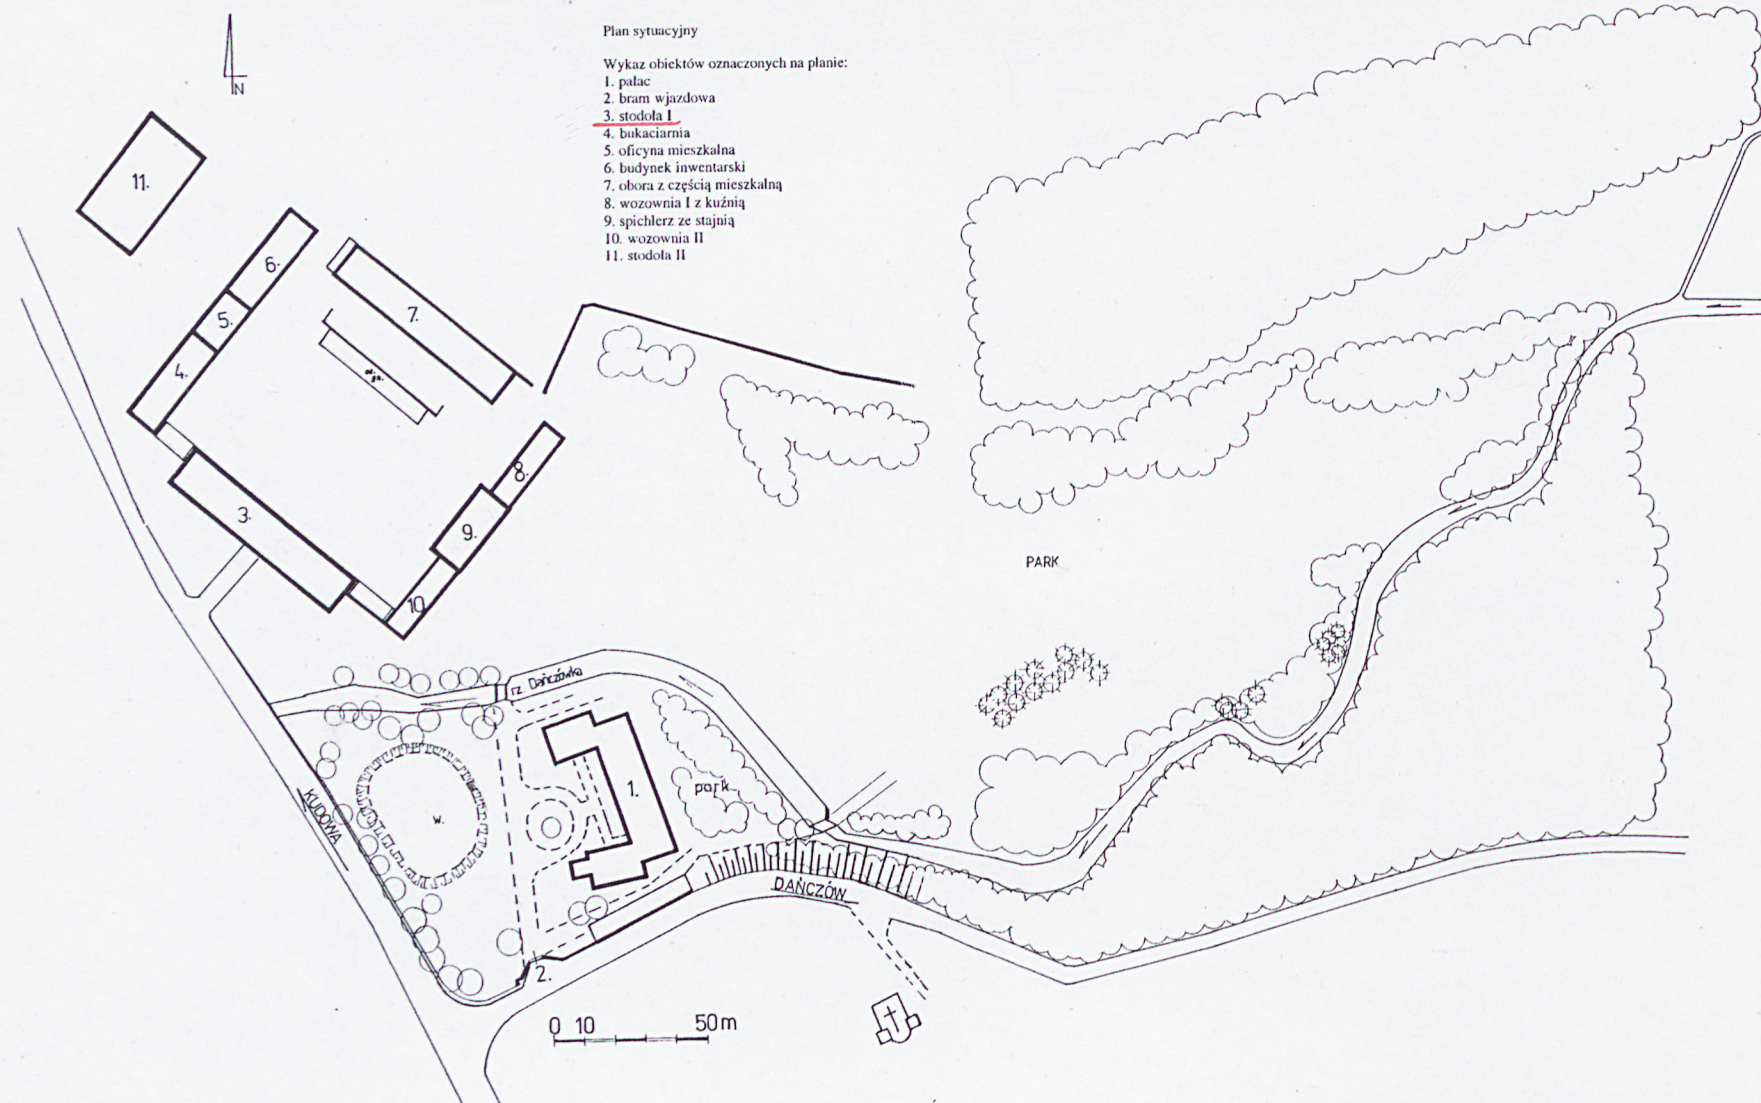 Plan sytuacyjny
Wykaz obiektów oznaczonych na planie:
1. pałac
2. bram wjazdowa
3. stodoła I
4. bukaciarnia
5. oficyna mieszkalna
6. budynek inwentarski
7. obora z częścią mieszkalną
8. wozownia I z kuźnią
9. spichlerz ze stajnią
10. wozownia II
11. stodoła II
N
11.
6.
7.
5.
4.
8.
3.
9.
10
PARK
rz. Dańczówka
1.
park
w.
KUDOWA
DAŃCZÓW
2.
0 10 50m